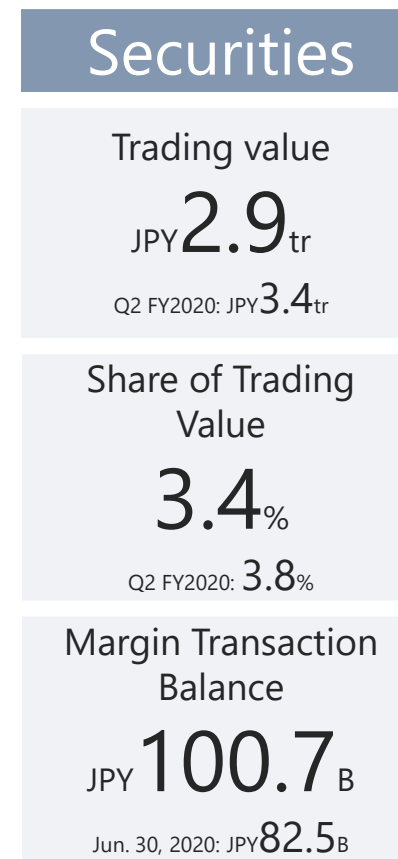 Securities
Trading value
JPY2.9tr
Q2 FY2020: JPY3.4tr
Share of Trading
Value
3.4%
Q2 FY2020: 3.8%
Margin Transaction
Balance
JPY100.7B
Jun. 30, 2020: JPY82.5B